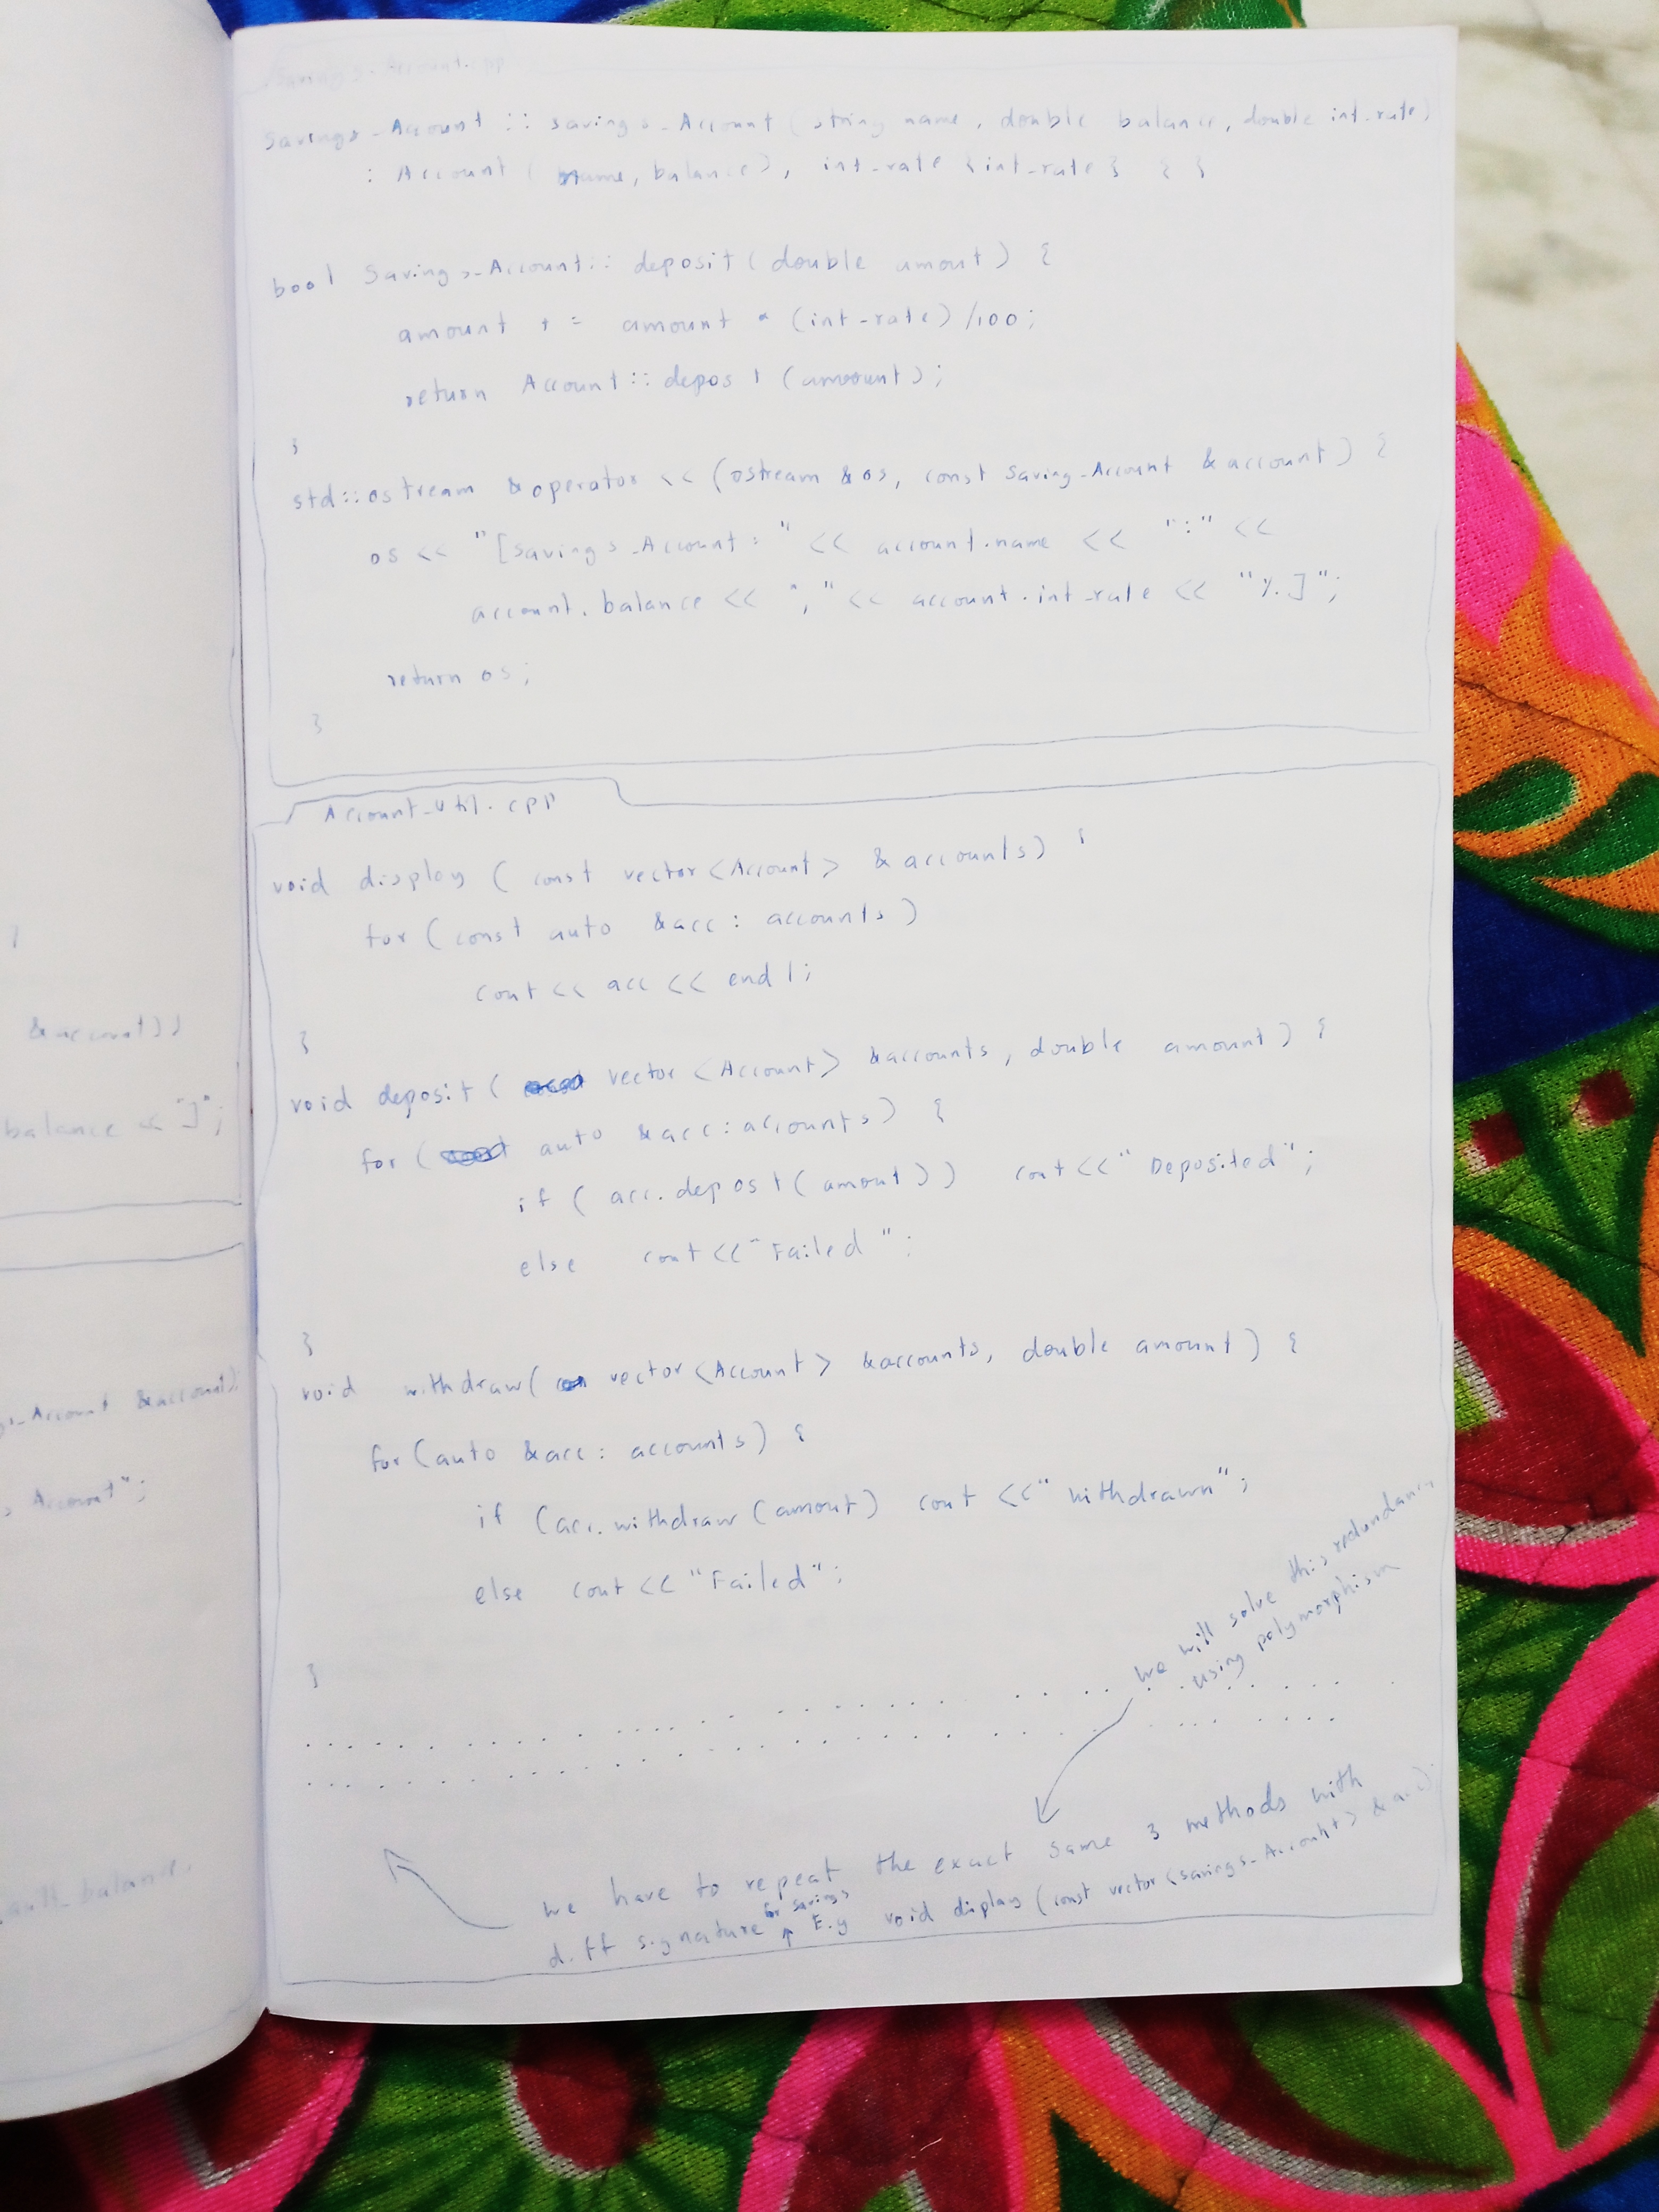 &account))
balance << "]";
Account &account)
Account";
balance,
Savings_Account.cpp
Savings_Account :: Savings_Account (string name, double balance, double int_rate)
: Account (name, balance), int_rate {int_rate} { }
bool Savings_Account:: deposit (double amount) {
amount += amount * (int_rate) /100;
return Account:: deposit (amount);
}
std::ostream &operator << (ostream &os, const Saving_Account &account) {
os << "[Savings_Account: " << account.name << ":" <<
account.balance << "," << account.int_rate << "%]";
return os;
}
Account_Util.cpp
void display (const vector<Account> &accounts) {
for (const auto &acc : accounts)
cout << acc << endl;
}
void deposit ( vector <Account> &accounts, double amount) {
for ( auto &acc: accounts) {
if ( acc.deposit (amount)) cout << "Deposited";
else cout << "Failed ";
}
void withdraw ( vector <Account> &accounts, double amount) {
for (auto &acc: accounts) {
if (acc.withdraw (amount) cout << "Withdrawn";
else cout << "Failed";
}
we will solve this redundancy
using polymorphism
we have to repeat the exact same 3 methods with
diff signature for savings E.g void display (const vector <savings_Account> &a..);